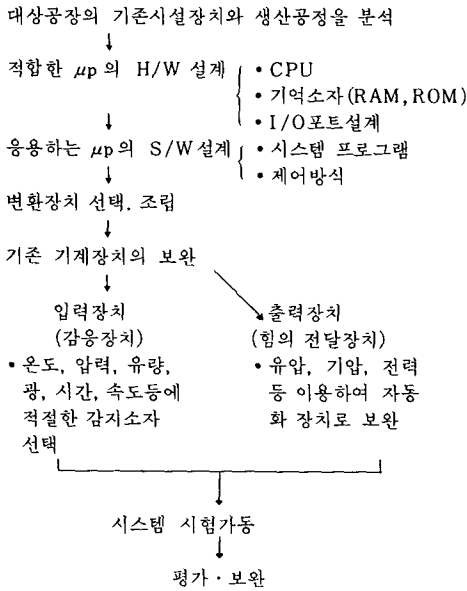 대상공장의 기존시설장치와 생산공정을 분석
적합한 μp의 H/W 설계
• CPU
• 기억소자(RAM, ROM)
• I/O포트설계
응용하는 μp의 S/W설계
• 시스템 프로그램
• 제어방식
변환장치 선택. 조립
기존 기계장치의 보완
입력장치
(감응장치)
• 온도, 압력, 유량,
광, 시간, 속도등에
적절한 감지소자
선택
출력장치
(힘의 전달장치)
• 유압, 기압, 전력
등 이용하여 자동
화 장치로 보완
시스템 시험가동
평가·보완